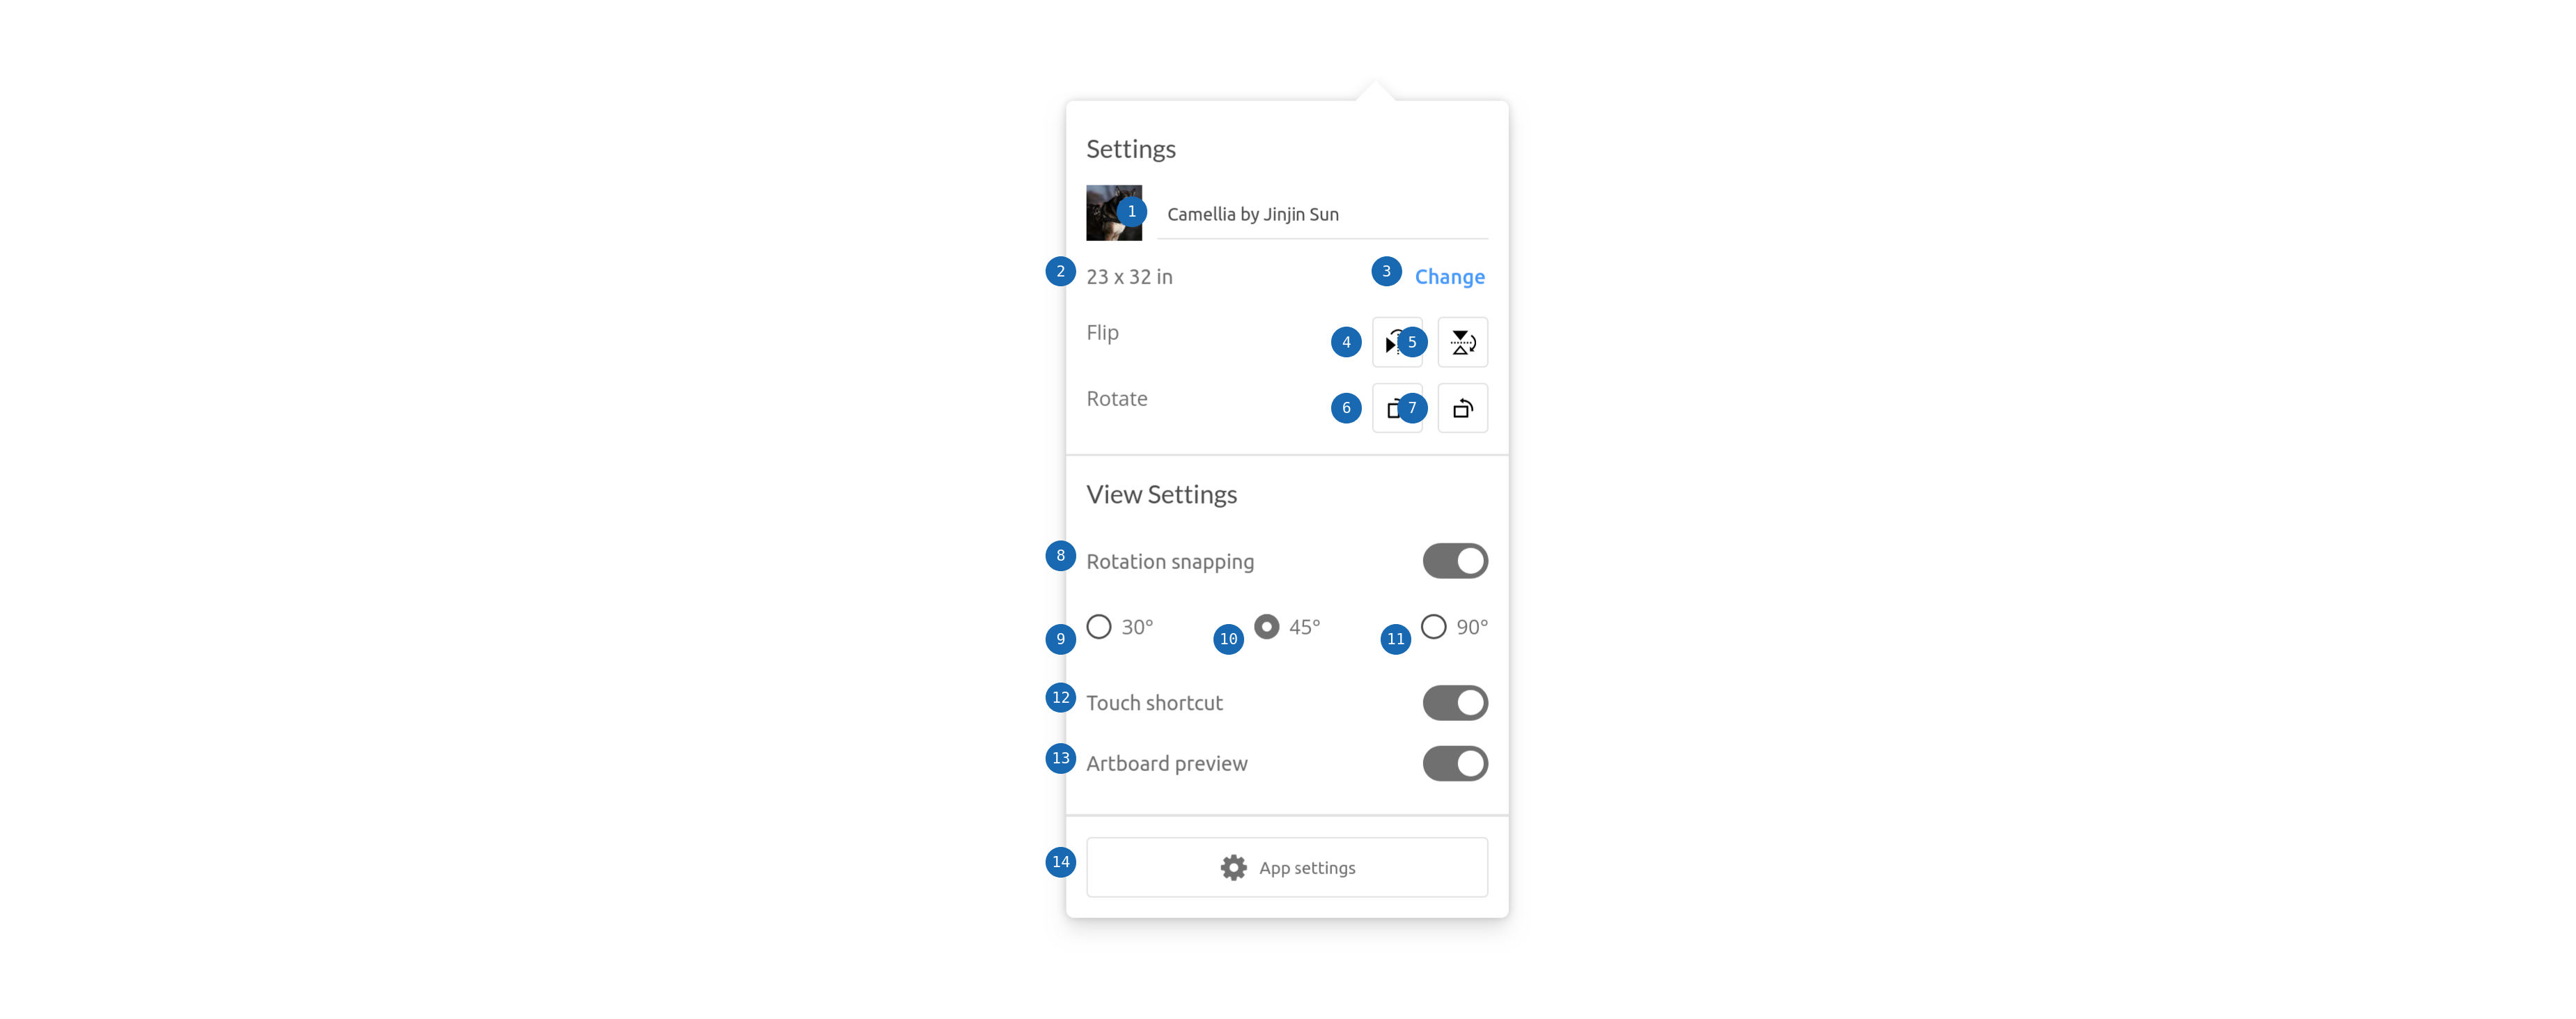 Settings
1 Camellia by Jinjin Sun
2 23 x 32 in 3 Change
Flip 4 5
Rotate 6 7
View Settings
8 Rotation snapping
9 30° 10 45° 11 90°
12 Touch shortcut
13 Artboard preview
14 App settings